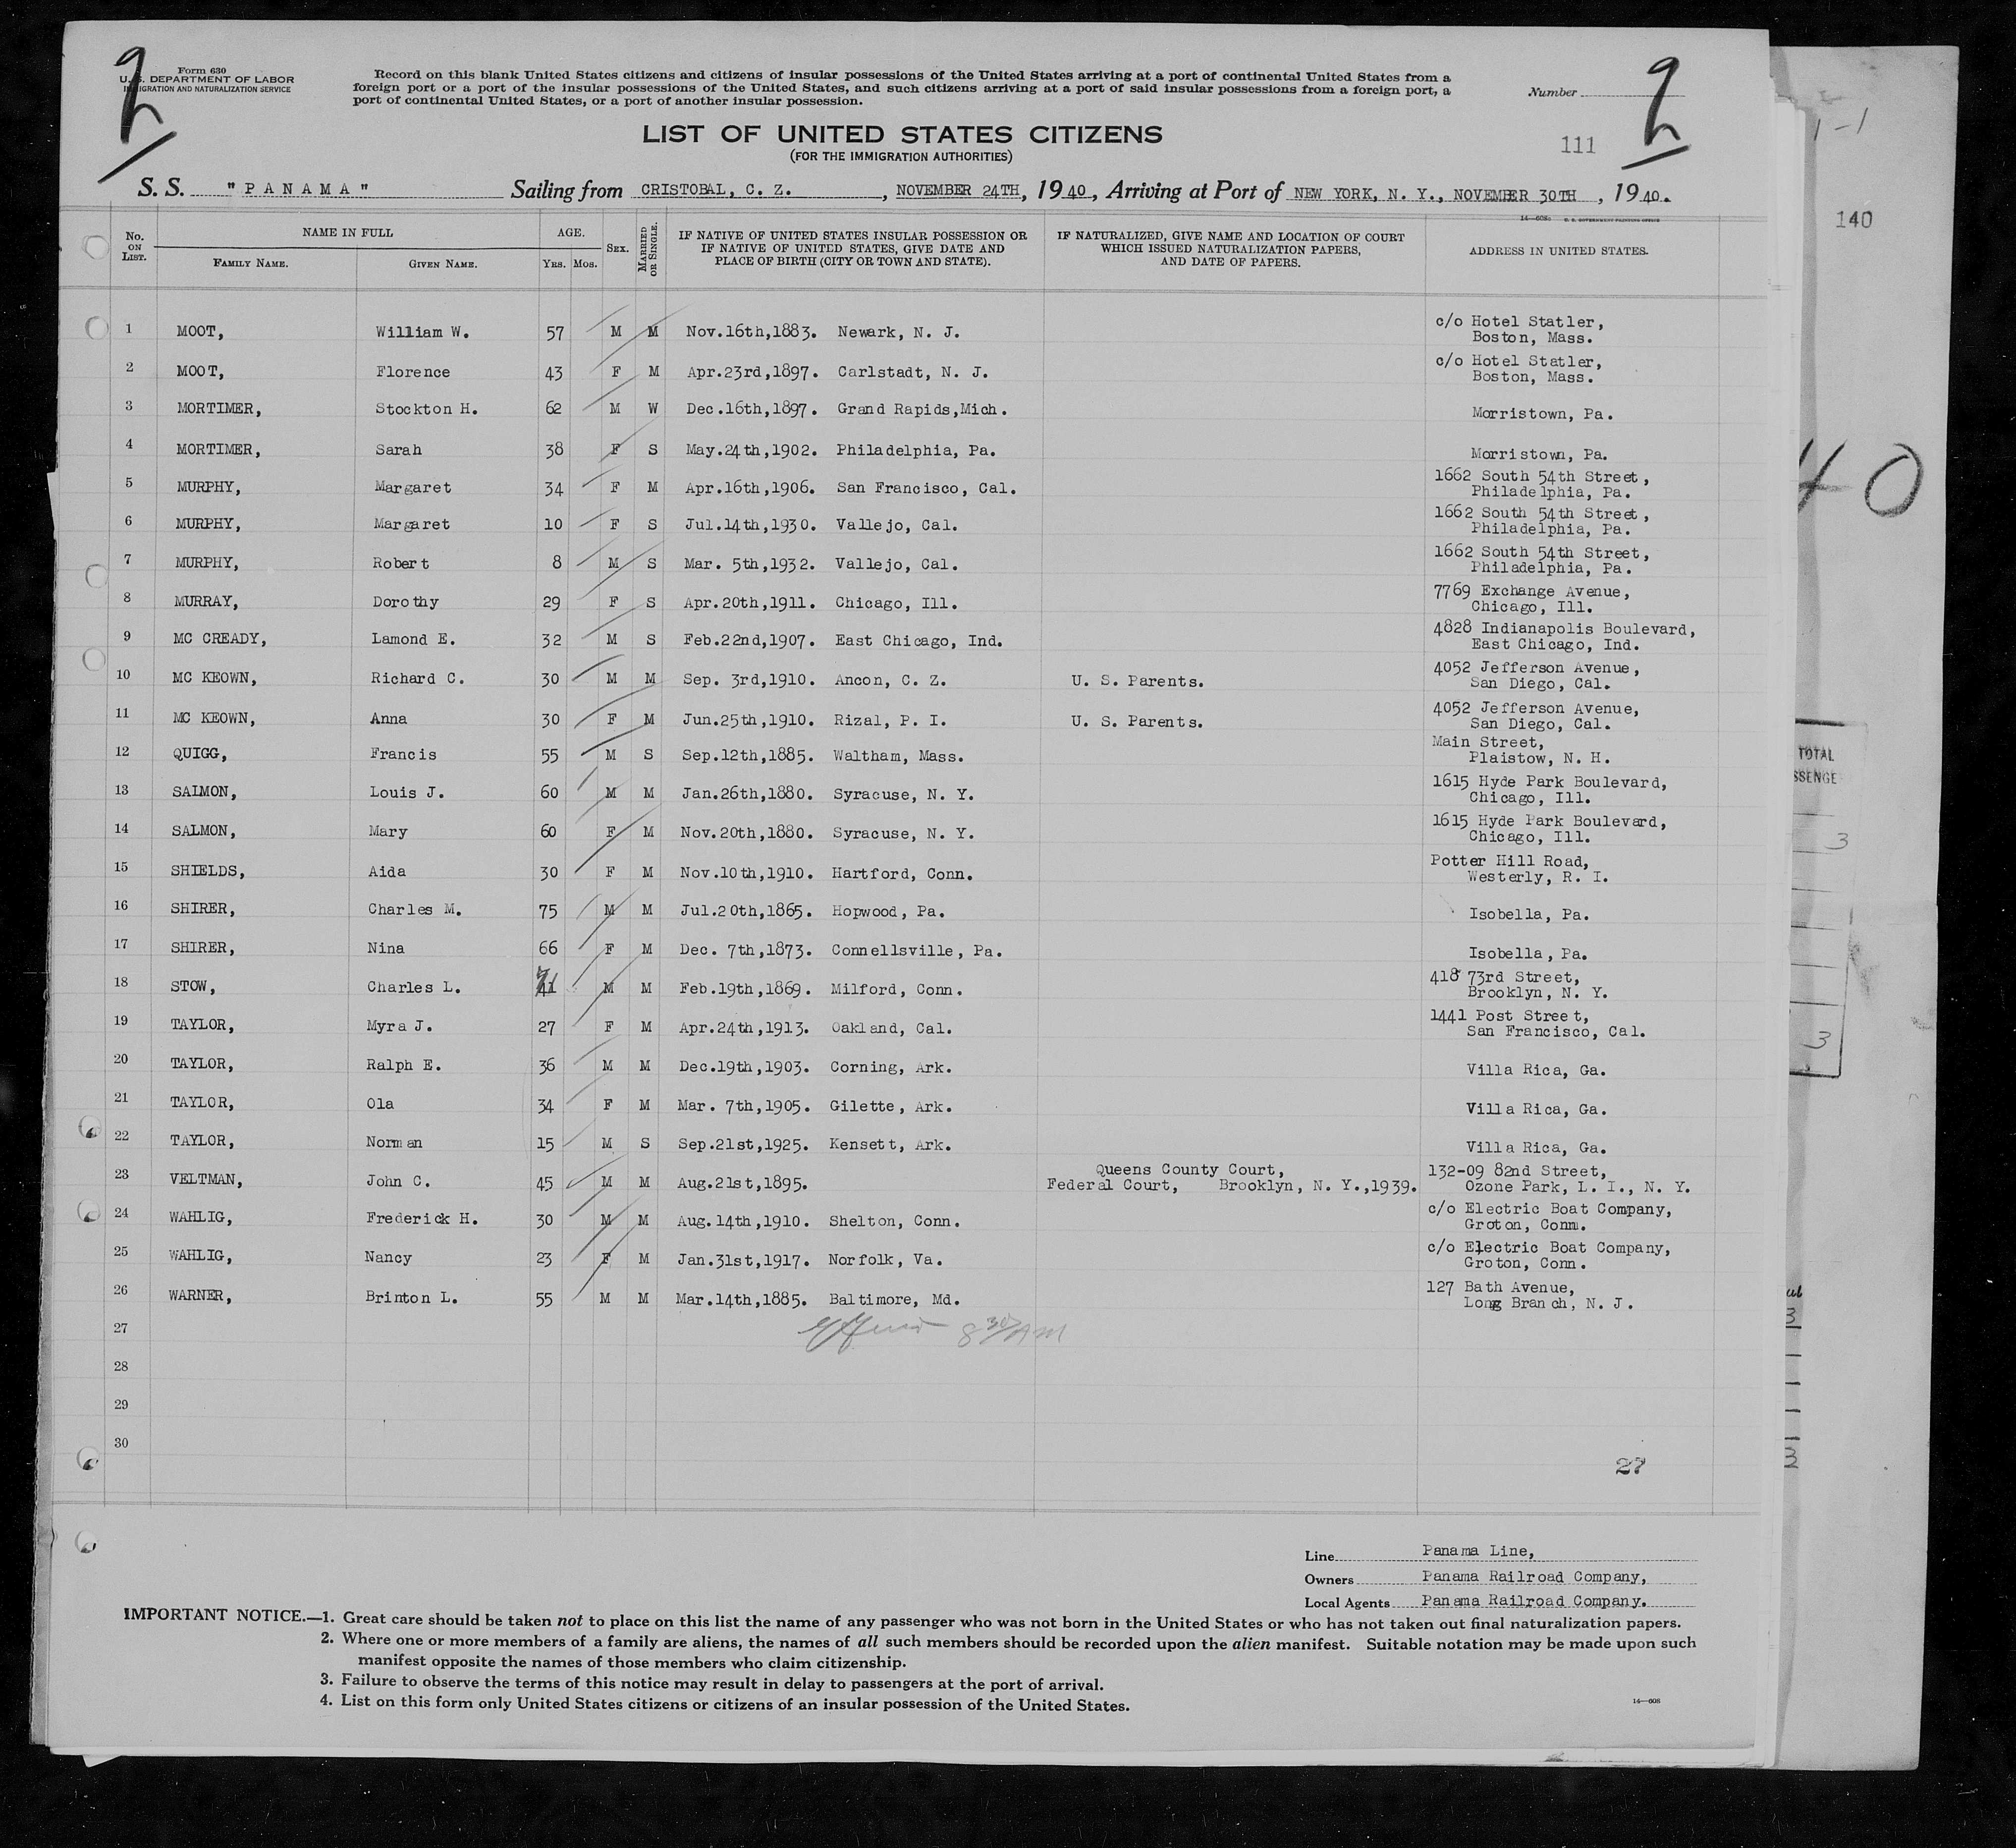 Form 630
U. S. DEPARTMENT OF LABOR
IMMIGRATION AND NATURALIZATION SERVICE
2
Record on this blank United States citizens and citizens of insular possessions of the United States arriving at a port of continental United States from a
foreign port or a port of the insular possessions of the United States, and such citizens arriving at a port of said insular possessions from a foreign port, a
port of continental United States, or a port of another insular possession.
Number
2
LIST OF UNITED STATES CITIZENS
(FOR THE IMMIGRATION AUTHORITIES)
111
S. S. "PANAMA" Sailing from CRISTOBAL, C. Z., NOVEMBER 24TH, 1940, Arriving at Port of NEW YORK, N. Y., NOVEMBER 30TH, 1940.
140
No. ON LIST. NAME IN FULL FAMILY NAME. GIVEN NAME. AGE. YRS. MOS. SEX. MARRIED OR SINGLE. IF NATIVE OF UNITED STATES INSULAR POSSESSION OR IF NATIVE OF UNITED STATES, GIVE DATE AND PLACE OF BIRTH (CITY OR TOWN AND STATE). IF NATURALIZED, GIVE NAME AND LOCATION OF COURT WHICH ISSUED NATURALIZATION PAPERS, AND DATE OF PAPERS. ADDRESS IN UNITED STATES.
1 MOOT, William W. 57 M M Nov.16th,1883. Newark, N. J. c/o Hotel Statler,
Boston, Mass.
2 MOOT, Florence 43 F M Apr.23rd,1897. Carlstadt, N. J. c/o Hotel Statler,
Boston, Mass.
3 MORTIMER, Stockton H. 62 M W Dec.16th,1897. Grand Rapids,Mich. Morristown, Pa.
4 MORTIMER, Sarah 38 F S May.24th,1902. Philadelphia, Pa. Morristown, Pa.
5 MURPHY, Margaret 34 F M Apr.16th,1906. San Francisco, Cal. 1662 South 54th Street,
Philadelphia, Pa.
6 MURPHY, Margaret 10 F S Jul.14th,1930. Vallejo, Cal. 1662 South 54th Street,
Philadelphia, Pa.
7 MURPHY, Robert 8 M S Mar. 5th,1932. Vallejo, Cal. 1662 South 54th Street,
Philadelphia, Pa.
8 MURRAY, Dorothy 29 F S Apr.20th,1911. Chicago, Ill. 7769 Exchange Avenue,
Chicago, Ill.
9 MC CREADY, Lamond E. 32 M S Feb.22nd,1907. East Chicago, Ind. 4828 Indianapolis Boulevard,
East Chicago, Ind.
10 MC KEOWN, Richard C. 30 M M Sep. 3rd,1910. Ancon, C. Z. U. S. Parents. 4052 Jefferson Avenue,
San Diego, Cal.
11 MC KEOWN, Anna 30 F M Jun.25th,1910. Rizal, P. I. U. S. Parents. 4052 Jefferson Avenue,
San Diego, Cal.
12 QUIGG, Francis 55 M S Sep.12th,1885. Waltham, Mass. Main Street,
Plaistow, N. H.
13 SALMON, Louis J. 60 M M Jan.26th,1880. Syracuse, N. Y. 1615 Hyde Park Boulevard,
Chicago, Ill.
14 SALMON, Mary 60 F M Nov.20th,1880. Syracuse, N. Y. 1615 Hyde Park Boulevard,
Chicago, Ill.
15 SHIELDS, Aida 30 F M Nov.10th,1910. Hartford, Conn. Potter Hill Road,
Westerly, R. I.
16 SHIRER, Charles M. 75 M M Jul.20th,1865. Hopwood, Pa. Isobella, Pa.
17 SHIRER, Nina 66 F M Dec. 7th,1873. Connellsville, Pa. Isobella, Pa.
18 STOW, Charles L. 71 M M Feb.19th,1869. Milford, Conn. 418 73rd Street,
Brooklyn, N. Y.
19 TAYLOR, Myra J. 27 F M Apr.24th,1913. Oakland, Cal. 1441 Post Street,
San Francisco, Cal.
20 TAYLOR, Ralph E. 36 M M Dec.19th,1903. Corning, Ark. Villa Rica, Ga.
21 TAYLOR, Ola 34 F M Mar. 7th,1905. Gilette, Ark. Villa Rica, Ga.
22 TAYLOR, Norman 15 M S Sep.21st,1925. Kensett, Ark. Villa Rica, Ga.
23 VELTMAN, John C. 45 M M Aug.21st,1895. Queens County Court,
Federal Court, Brooklyn, N. Y.,1939. 132-09 82nd Street,
Ozone Park, L. I., N. Y.
24 WAHLIG, Frederick H. 30 M M Aug.14th,1910. Shelton, Conn. c/o Electric Boat Company,
Groton, Conn.
25 WAHLIG, Nancy 23 F M Jan.31st,1917. Norfolk, Va. c/o Electric Boat Company,
Groton, Conn.
26 WARNER, Brinton L. 55 M M Mar.14th,1885. Baltimore, Md. 127 Bath Avenue,
Long Branch, N. J.
27 8 30 AM
28
29
30
27
Line Panama Line,
Owners Panama Railroad Company,
Local Agents Panama Railroad Company.
IMPORTANT NOTICE.—1. Great care should be taken not to place on this list the name of any passenger who was not born in the United States or who has not taken out final naturalization papers.
2. Where one or more members of a family are aliens, the names of all such members should be recorded upon the alien manifest. Suitable notation may be made upon such
manifest opposite the names of those members who claim citizenship.
3. Failure to observe the terms of this notice may result in delay to passengers at the port of arrival.
4. List on this form only United States citizens or citizens of an insular possession of the United States.
14—608
40
TOTAL
3
3